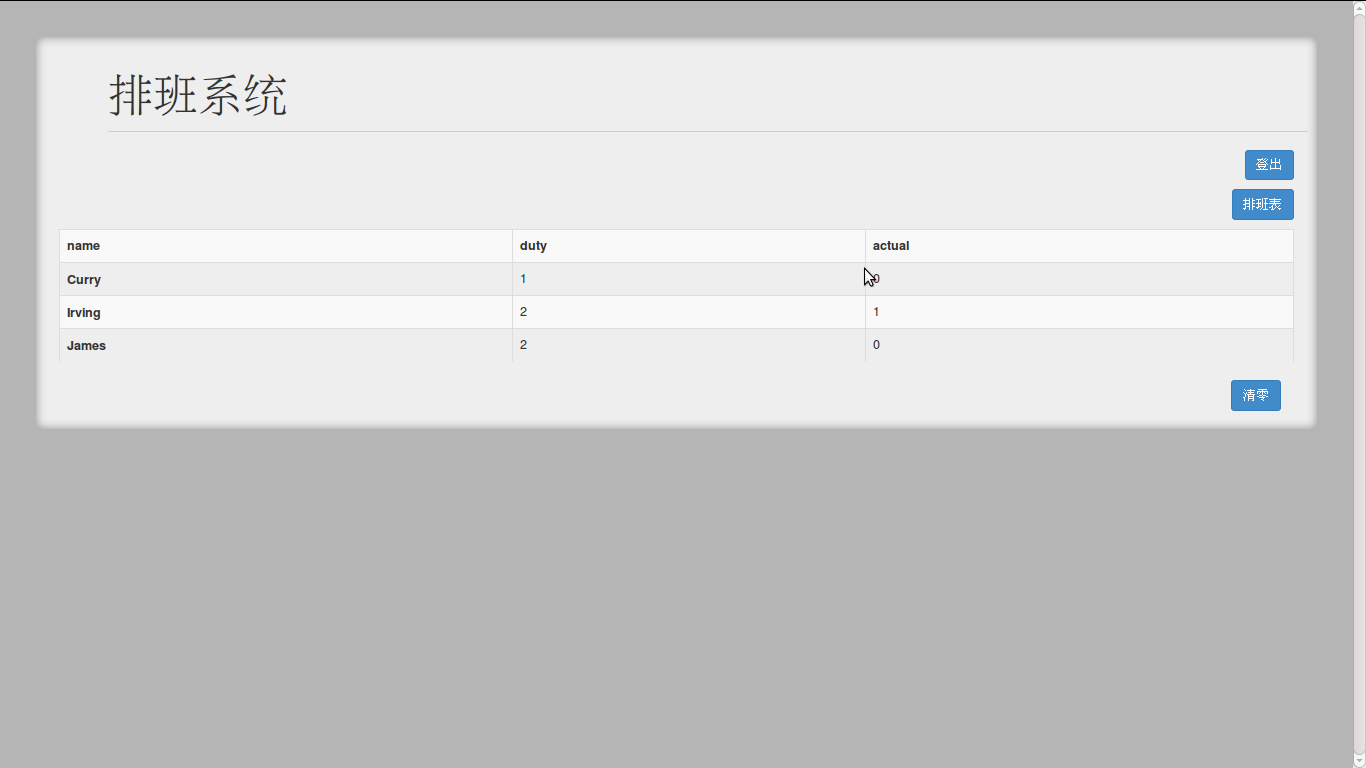 排班系统
登出
排班表
name duty actual
Curry 1 0
Irving 2 1
James 2 0
清零